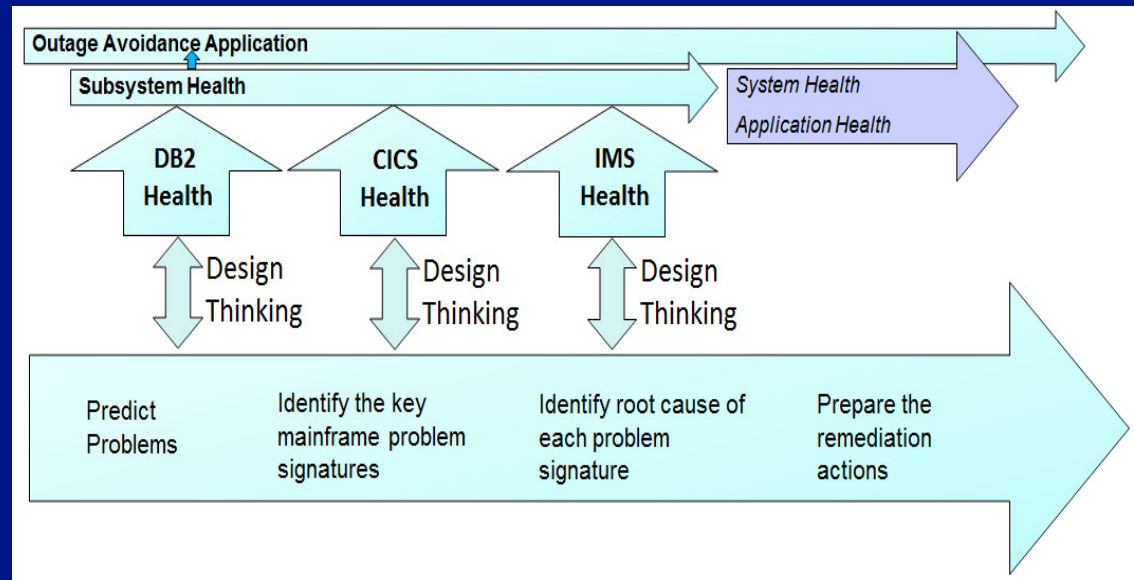 Outage Avoidance Application
Subsystem Health
System Health
Application Health
DB2
Health
CICS
Health
IMS
Health
Design
Thinking
Design
Thinking
Design
Thinking
Predict
Problems
Identify the key
mainframe problem
signatures
Identify root cause of
each problem
signature
Prepare the
remediation
actions